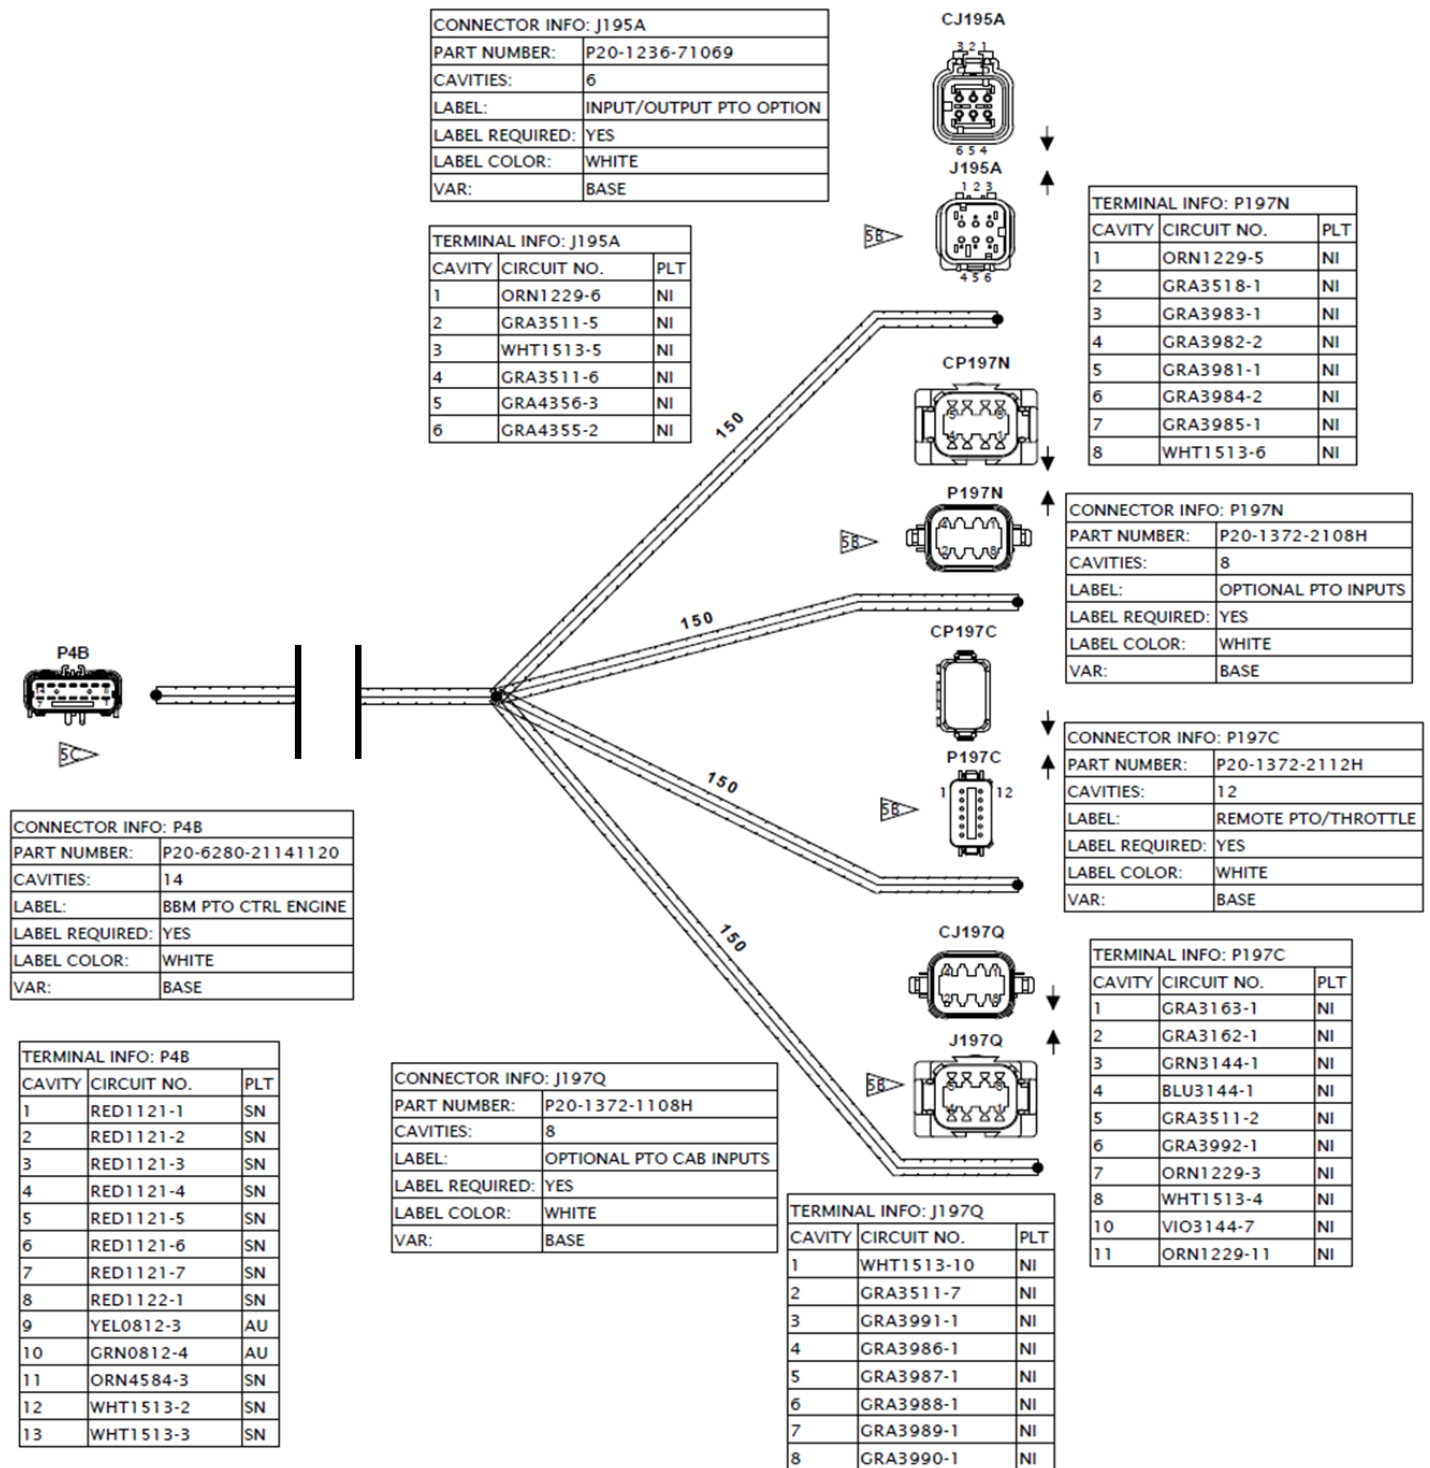 CONNECTOR INFO: J195A
PART NUMBER: P20-1236-71069
CAVITIES: 6
LABEL: INPUT/OUTPUT PTO OPTION
LABEL REQUIRED: YES
LABEL COLOR: WHITE
VAR: BASE
TERMINAL INFO: J195A
CAVITY CIRCUIT NO. PLT
1 ORN1229-6 NI
2 GRA3511-5 NI
3 WHT1513-5 NI
4 GRA3511-6 NI
5 GRA4356-3 NI
6 GRA4355-2 NI
CJ195A
3 2 1
6 5 4
J195A
1 2 3
5B
4 5 6
TERMINAL INFO: P197N
CAVITY CIRCUIT NO. PLT
1 ORN1229-5 NI
2 GRA3518-1 NI
3 GRA3983-1 NI
4 GRA3982-2 NI
5 GRA3981-1 NI
6 GRA3984-2 NI
7 GRA3985-1 NI
8 WHT1513-6 NI
150
CP197N
5 8
4 1
P197N
5B
4 1
8
CONNECTOR INFO: P197N
PART NUMBER: P20-1372-2108H
CAVITIES: 8
LABEL: OPTIONAL PTO INPUTS
LABEL REQUIRED: YES
LABEL COLOR: WHITE
VAR: BASE
150
CP197C
P4B
7 1
5C
P197C
1 12
5B
CONNECTOR INFO: P197C
PART NUMBER: P20-1372-2112H
CAVITIES: 12
LABEL: REMOTE PTO/THROTTLE
LABEL REQUIRED: YES
LABEL COLOR: WHITE
VAR: BASE
150
CONNECTOR INFO: P4B
PART NUMBER: P20-6280-21141120
CAVITIES: 14
LABEL: BBM PTO CTRL ENGINE
LABEL REQUIRED: YES
LABEL COLOR: WHITE
VAR: BASE
150
CJ197Q
4 1
8
J197Q
5B
5 8
4 1
TERMINAL INFO: P197C
CAVITY CIRCUIT NO. PLT
1 GRA3163-1 NI
2 GRA3162-1 NI
3 GRN3144-1 NI
4 BLU3144-1 NI
5 GRA3511-2 NI
6 GRA3992-1 NI
7 ORN1229-3 NI
8 WHT1513-4 NI
10 VIO3144-7 NI
11 ORN1229-11 NI
TERMINAL INFO: P4B
CAVITY CIRCUIT NO. PLT
1 RED1121-1 SN
2 RED1121-2 SN
3 RED1121-3 SN
4 RED1121-4 SN
5 RED1121-5 SN
6 RED1121-6 SN
7 RED1121-7 SN
8 RED1122-1 SN
9 YEL0812-3 AU
10 GRN0812-4 AU
11 ORN4584-3 SN
12 WHT1513-2 SN
13 WHT1513-3 SN
CONNECTOR INFO: J197Q
PART NUMBER: P20-1372-1108H
CAVITIES: 8
LABEL: OPTIONAL PTO CAB INPUTS
LABEL REQUIRED: YES
LABEL COLOR: WHITE
VAR: BASE
TERMINAL INFO: J197Q
CAVITY CIRCUIT NO. PLT
1 WHT1513-10 NI
2 GRA3511-7 NI
3 GRA3991-1 NI
4 GRA3986-1 NI
5 GRA3987-1 NI
6 GRA3988-1 NI
7 GRA3989-1 NI
8 GRA3990-1 NI